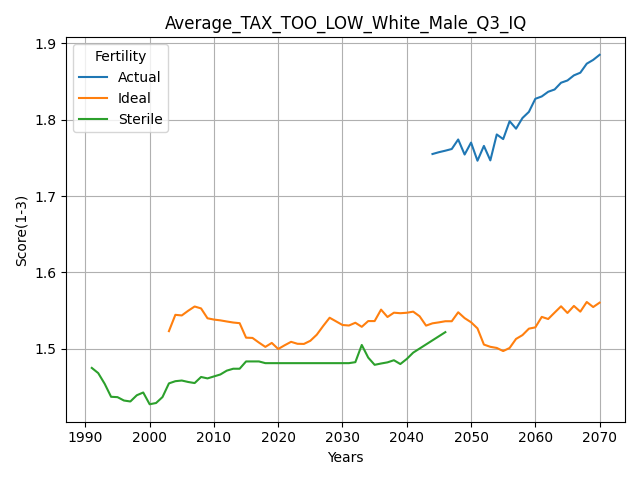 Average_TAX_TOO_LOW_White_Male_Q3_IQ
Fertility
Actual
Ideal
Sterile
Score(1-3)
1.9
1.8
1.7
1.6
1.5
1990 2000 2010 2020 2030 2040 2050 2060 2070
Years